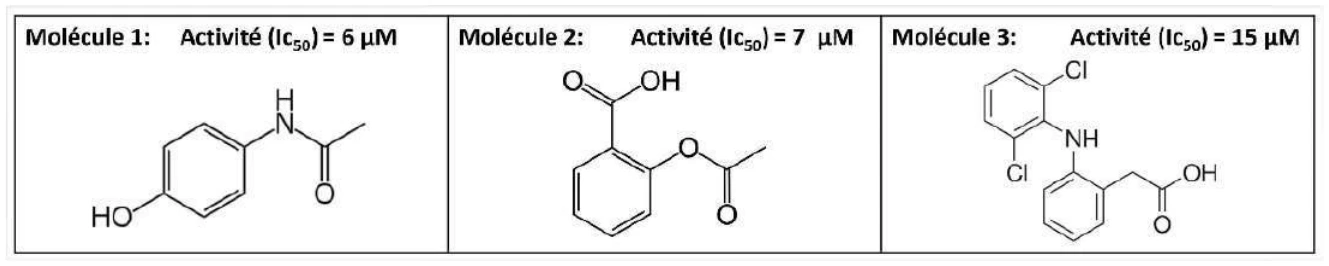 Molécule 1: Activité (Ic50) = 6 µM
H
N
O
HO
Molécule 2: Activité (Ic50) = 7 µM
O
OH
O
O
Molécule 3: Activité (Ic50) = 15 µM
Cl
NH
Cl
OH
O